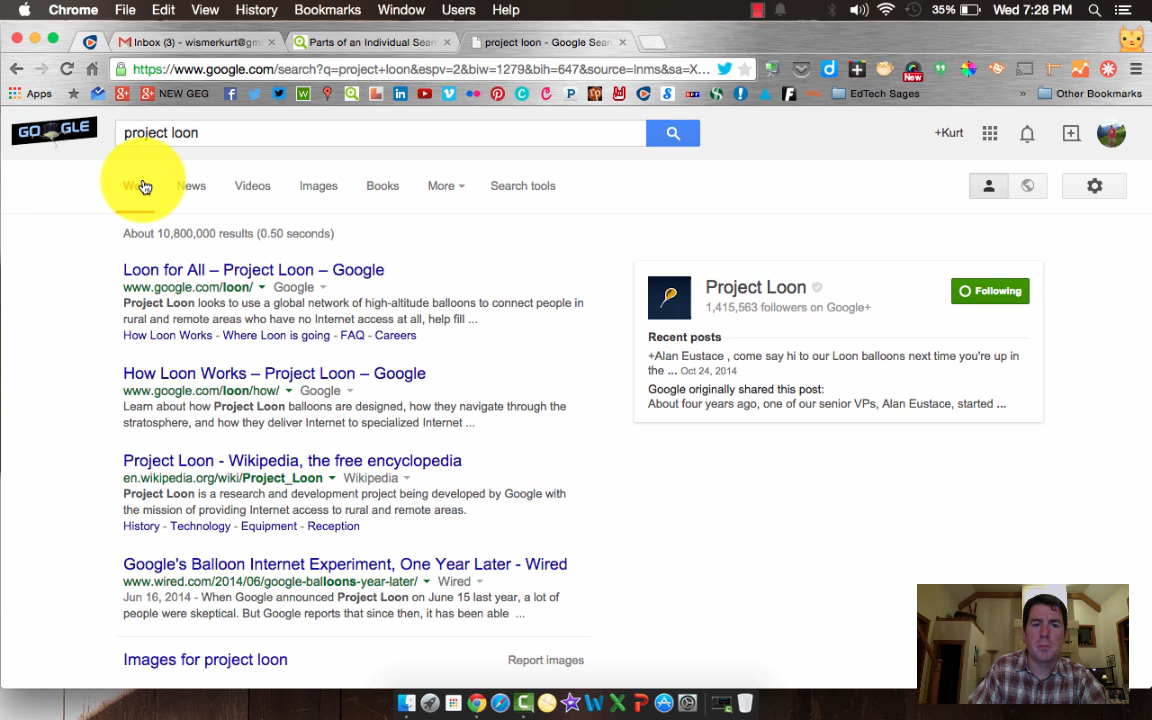 Chrome File Edit View History Bookmarks Window Users Help 35% Wed 7:28 PM
Inbox (3) - wismerkurt@gm
Parts of an Individual Sear
project loon - Google Sear
https://www.google.com/search?q=project+loon&espv=2&biw=1279&bih=647&source=lnms&sa=X... New
Apps NEW GEG EdTech Sages » Other Bookmarks
GOOGLE project loon +Kurt
News Videos Images Books More Search tools
About 10,800,000 results (0.50 seconds)
Loon for All – Project Loon – Google
www.google.com/loon/ Google
Project Loon looks to use a global network of high-altitude balloons to connect people in
rural and remote areas who have no Internet access at all, help fill ...
How Loon Works - Where Loon is going - FAQ - Careers
How Loon Works – Project Loon – Google
www.google.com/loon/how/ Google
Learn about how Project Loon balloons are designed, how they navigate through the
stratosphere, and how they deliver Internet to specialized Internet ...
Project Loon - Wikipedia, the free encyclopedia
en.wikipedia.org/wiki/Project_Loon Wikipedia
Project Loon is a research and development project being developed by Google with
the mission of providing Internet access to rural and remote areas.
History - Technology - Equipment - Reception
Google's Balloon Internet Experiment, One Year Later - Wired
www.wired.com/2014/06/google-balloons-year-later/ Wired
Jun 16, 2014 - When Google announced Project Loon on June 15 last year, a lot of
people were skeptical. But Google reports that since then, it has been able ...
Images for project loon Report images
Project Loon
1,415,563 followers on Google+
Following
Recent posts
+Alan Eustace , come say hi to our Loon balloons next time you're up in
the ... Oct 24, 2014
Google originally shared this post:
About four years ago, one of our senior VPs, Alan Eustace, started ...